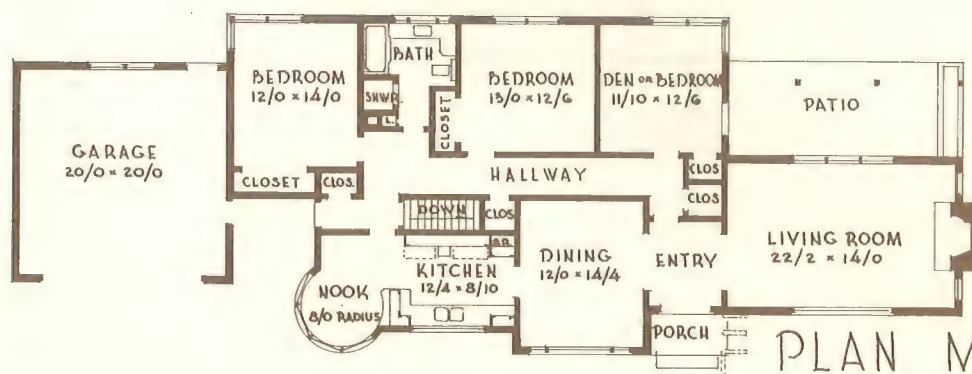 BATH
BEDROOM
12/0 x 14/0
SHWR.
L.
CLOSET
BEDROOM
13/0 x 12/6
DEN OR BEDROOM
11/10 x 12/6
PATIO
GARAGE
20/0 x 20/0
CLOSET
CLOS.
HALLWAY
CLOS
CLOS
DOWN
CLOS
B.B.
NOOK
8/0 RADIUS
KITCHEN
12/4 x 8/10
DINING
12/0 x 14/4
ENTRY
LIVING ROOM
22/2 x 14/0
PORCH
PLAN M